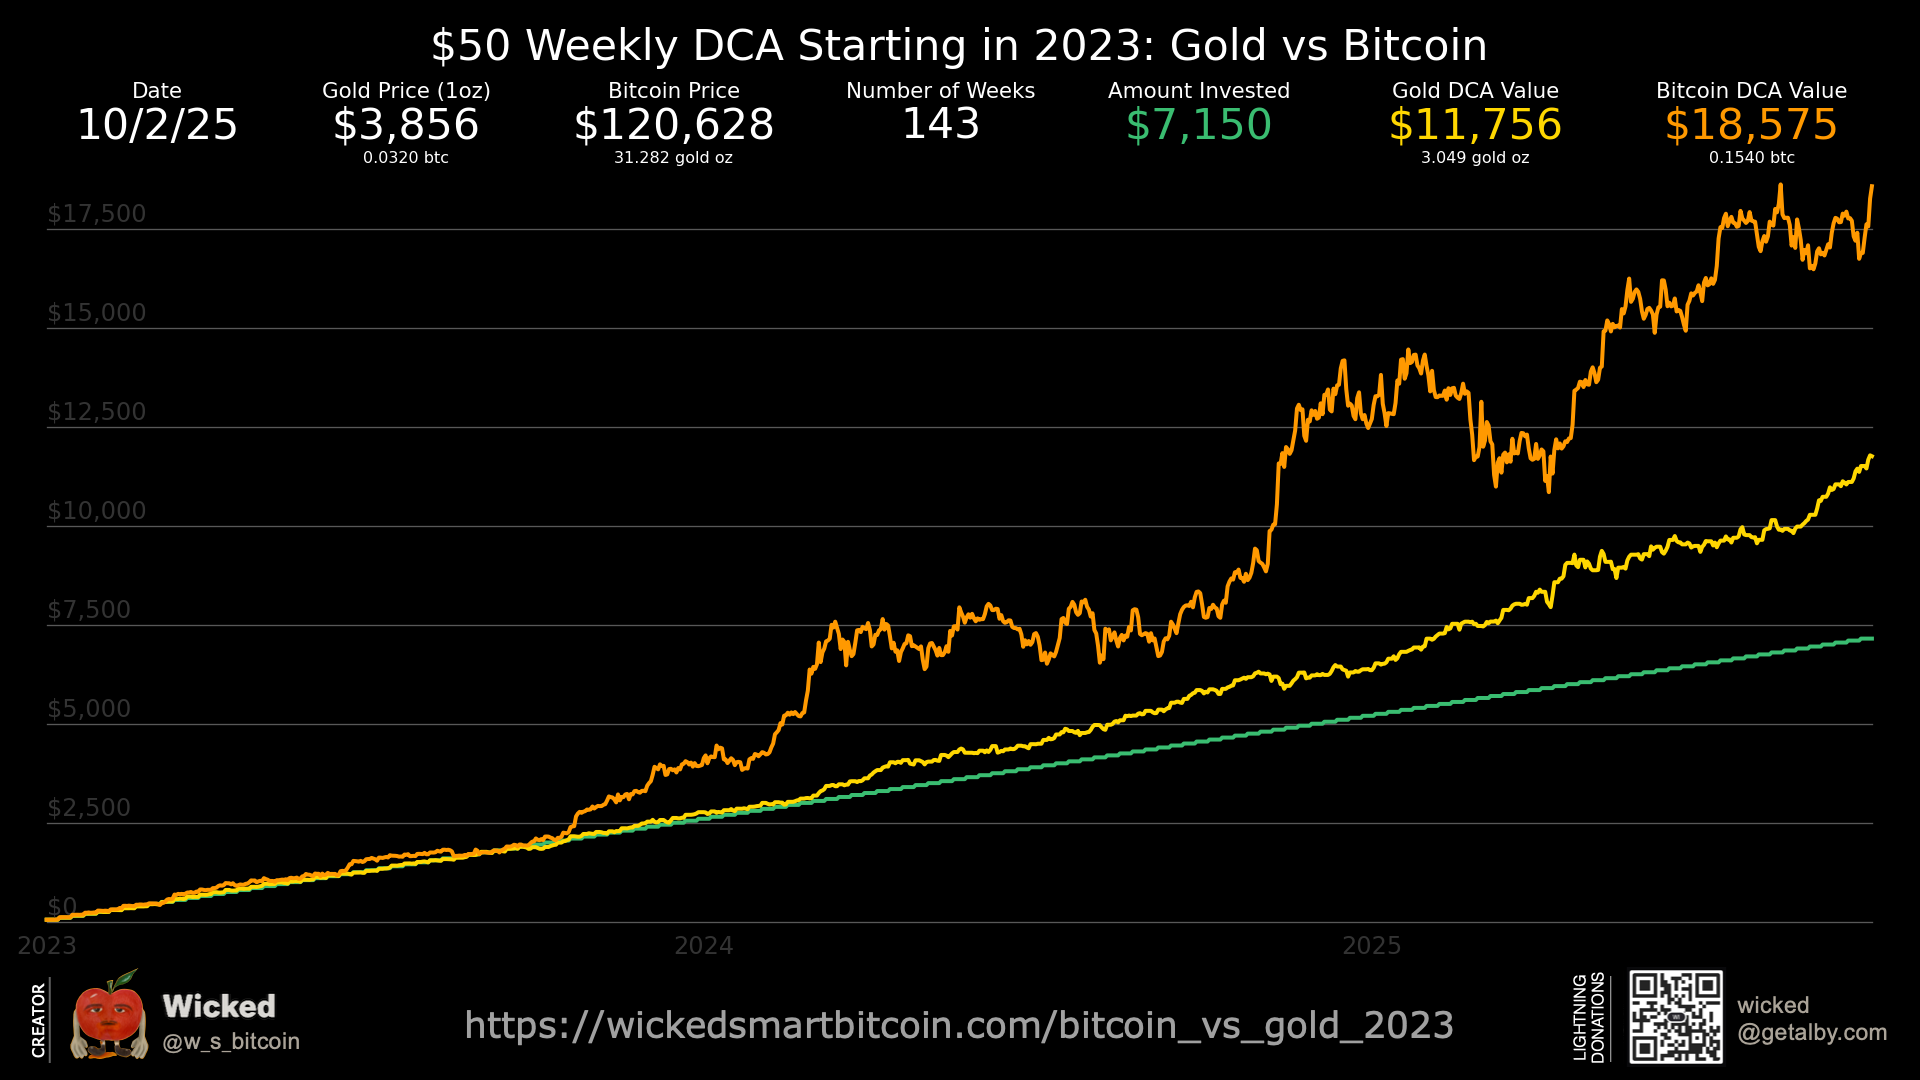 $50 Weekly DCA Starting in 2023: Gold vs Bitcoin
Date
10/2/25
Gold Price (1oz)
$3,856
0.0320 btc
Bitcoin Price
$120,628
31.282 gold oz
Number of Weeks
143
Amount Invested
$7,150
Gold DCA Value
$11,756
3.049 gold oz
Bitcoin DCA Value
$18,575
0.1540 btc
$17,500
$15,000
$12,500
$10,000
$7,500
$5,000
$2,500
$0
2023
2024
2025
CREATOR
Wicked
@w_s_bitcoin
https://wickedsmartbitcoin.com/bitcoin_vs_gold_2023
LIGHTNING
DONATIONS
wicked
@getalby.com